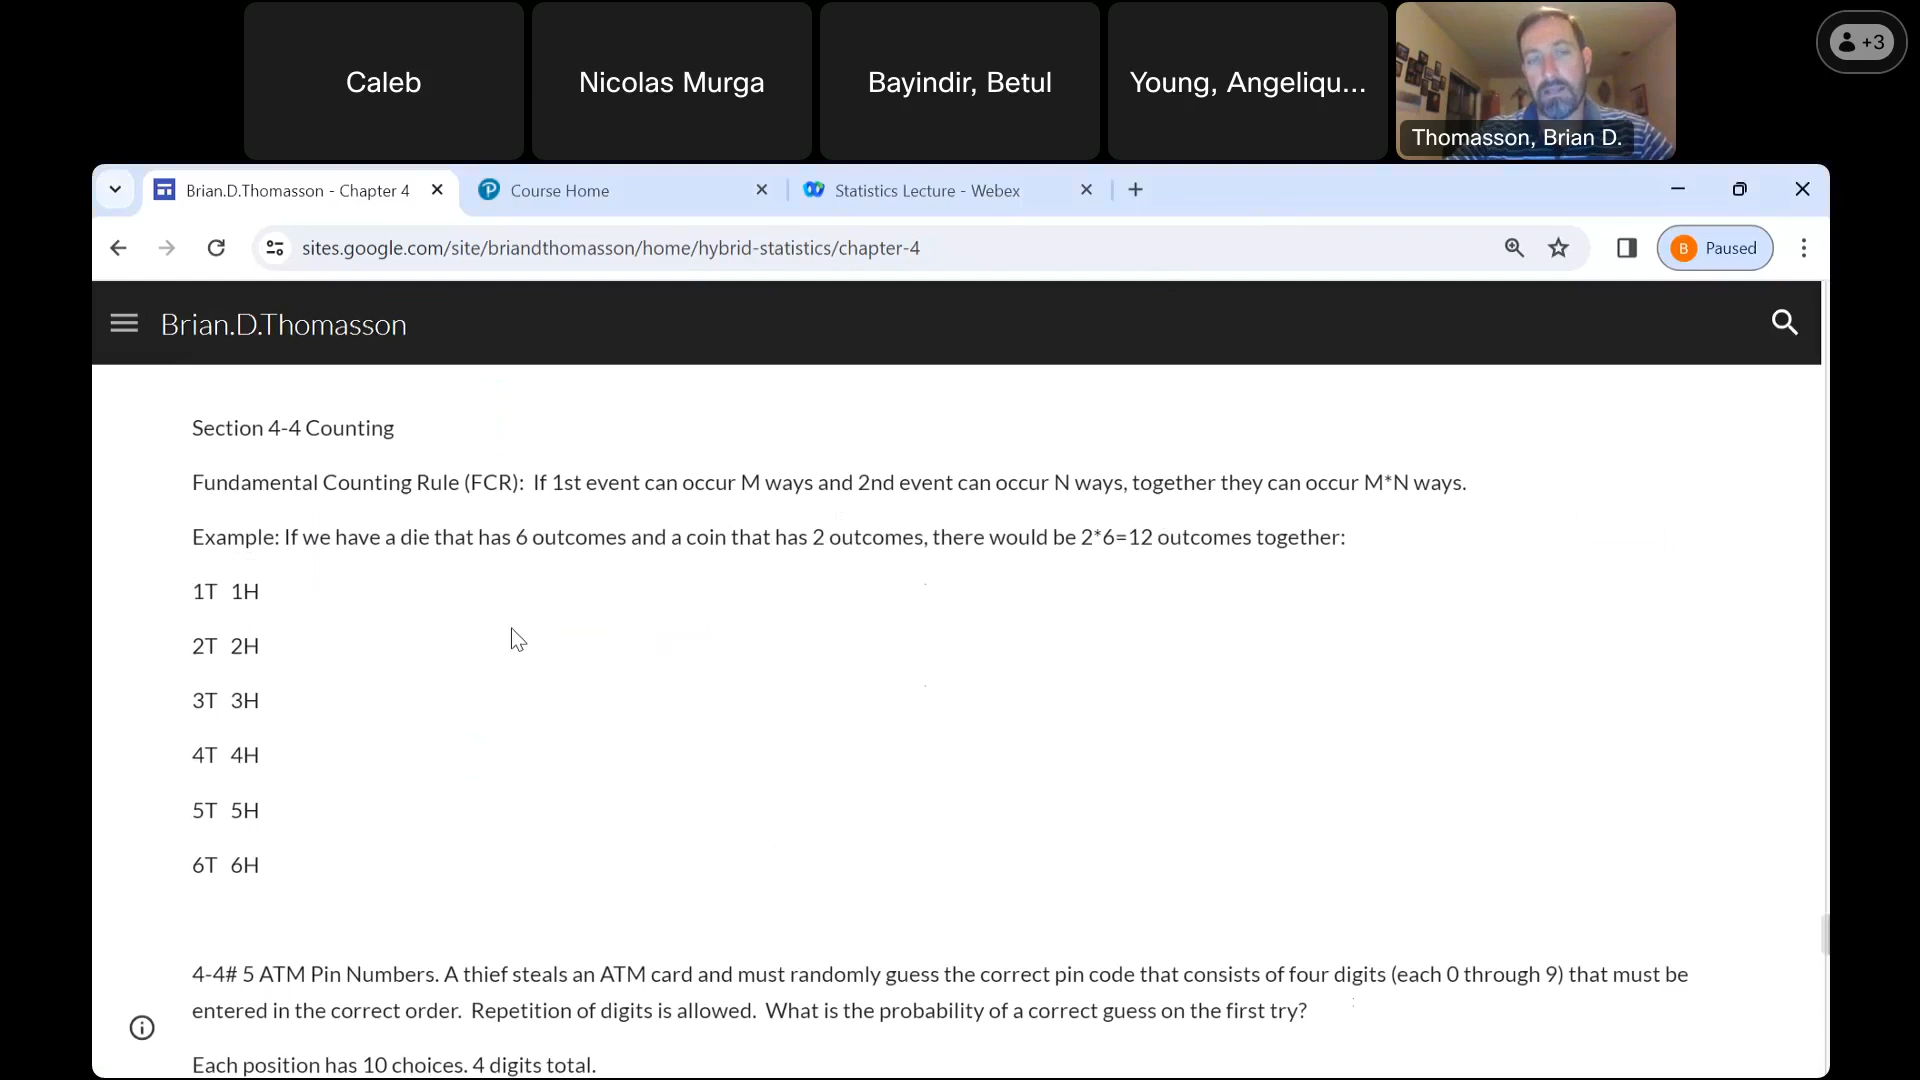 Caleb
Nicolas Murga
Bayindir, Betul
Young, Angeliqu...
Thomasson, Brian D.
+3
Brian.D.Thomasson - Chapter 4
Course Home
Statistics Lecture - Webex
sites.google.com/site/briandthomasson/home/hybrid-statistics/chapter-4
B Paused
Brian.D.Thomasson
Section 4-4 Counting
Fundamental Counting Rule (FCR):  If 1st event can occur M ways and 2nd event can occur N ways, together they can occur M*N ways.
Example: If we have a die that has 6 outcomes and a coin that has 2 outcomes, there would be 2*6=12 outcomes together:
1T  1H
2T  2H
3T  3H
4T  4H
5T  5H
6T  6H
4-4# 5 ATM Pin Numbers. A thief steals an ATM card and must randomly guess the correct pin code that consists of four digits (each 0 through 9) that must be
entered in the correct order.  Repetition of digits is allowed.  What is the probability of a correct guess on the first try?
Each position has 10 choices. 4 digits total.